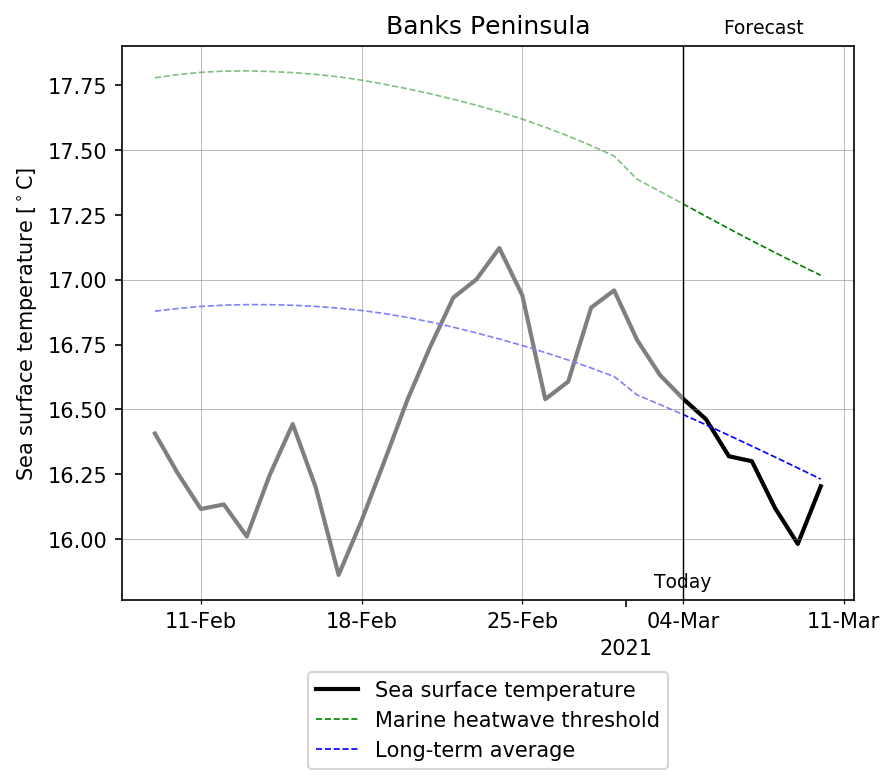 Banks Peninsula
Forecast
Sea surface temperature [°C]
17.75
17.50
17.25
17.00
16.75
16.50
16.25
16.00
Today
11-Feb
18-Feb
25-Feb
04-Mar
11-Mar
2021
Sea surface temperature
Marine heatwave threshold
Long-term average